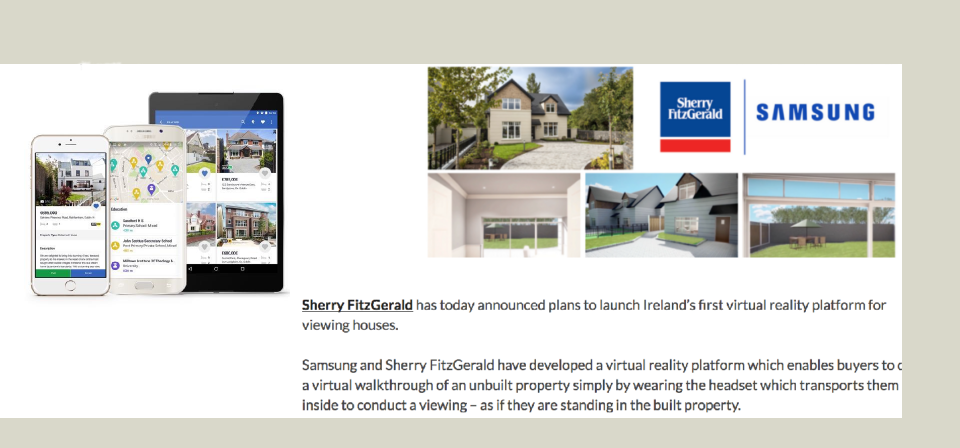 Sherry
FitzGerald
SAMSUNG
Education
Sandford N S
John Scottus Secondary School
Description
Sherry FitzGerald has today announced plans to launch Ireland's first virtual reality platform for
viewing houses.
Samsung and Sherry FitzGerald have developed a virtual reality platform which enables buyers to
a virtual walkthrough of an unbuilt property simply by wearing the headset which transports them
inside to conduct a viewing – as if they are standing in the built property.